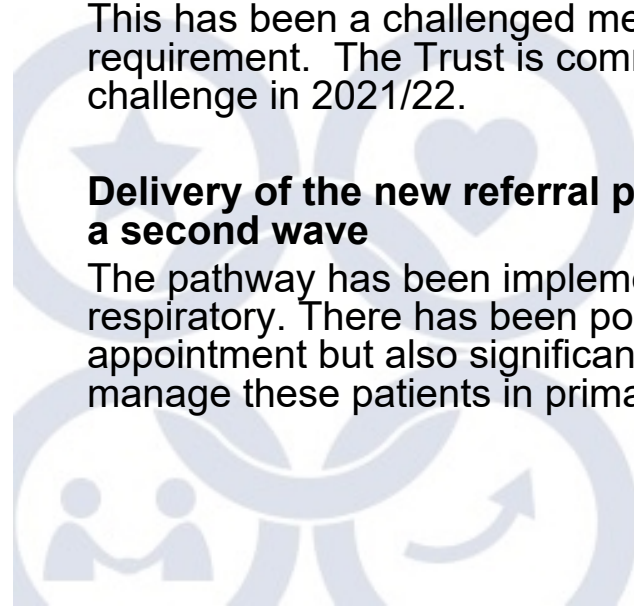 This has been a challenged me
requirement.  The Trust is com
challenge in 2021/22.
Delivery of the new referral p
a second wave
The pathway has been impleme
respiratory. There has been po
appointment but also significan
manage these patients in prima